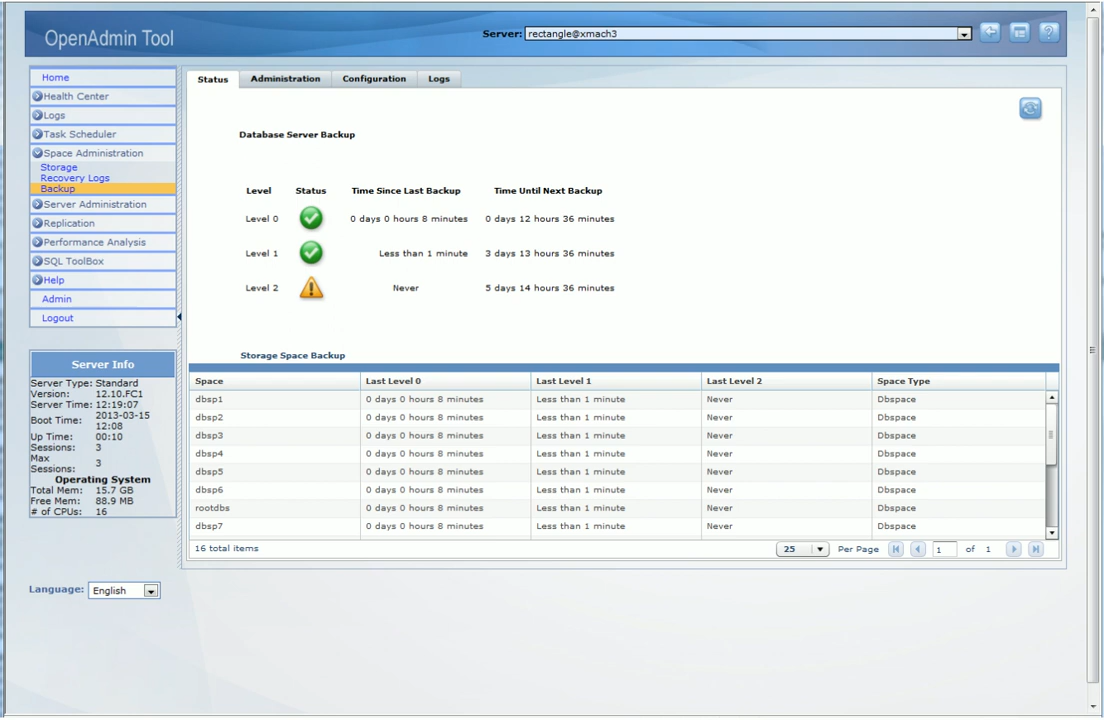 OpenAdmin Tool
Server: rectangle@xmach3
?
Home
Health Center
Logs
Task Scheduler
Space Administration
Storage
Recovery Logs
Backup
Server Administration
Replication
Performance Analysis
SQL ToolBox
Help
Admin
Logout
Server Info
Server Type: Standard
Version: 12.10.FC1
Server Time: 12:19:07
Boot Time: 2013-03-15
12:08
Up Time: 00:10
Sessions: 3
Max
Sessions: 3
Operating System
Total Mem: 15.7 GB
Free Mem: 88.9 MB
# of CPUs: 16
Language: English
Status Administration Configuration Logs
Database Server Backup
Level Status Time Since Last Backup Time Until Next Backup
Level 0 0 days 0 hours 8 minutes 0 days 12 hours 36 minutes
Level 1 Less than 1 minute 3 days 13 hours 36 minutes
Level 2 Never 5 days 14 hours 36 minutes
Storage Space Backup
Space Last Level 0 Last Level 1 Last Level 2 Space Type
dbsp1 0 days 0 hours 8 minutes Less than 1 minute Never Dbspace
dbsp2 0 days 0 hours 8 minutes Less than 1 minute Never Dbspace
dbsp3 0 days 0 hours 8 minutes Less than 1 minute Never Dbspace
dbsp4 0 days 0 hours 8 minutes Less than 1 minute Never Dbspace
dbsp5 0 days 0 hours 8 minutes Less than 1 minute Never Dbspace
dbsp6 0 days 0 hours 8 minutes Less than 1 minute Never Dbspace
rootdbs 0 days 0 hours 8 minutes Less than 1 minute Never Dbspace
dbsp7 0 days 0 hours 8 minutes Less than 1 minute Never Dbspace
16 total items 25 Per Page 1 of 1